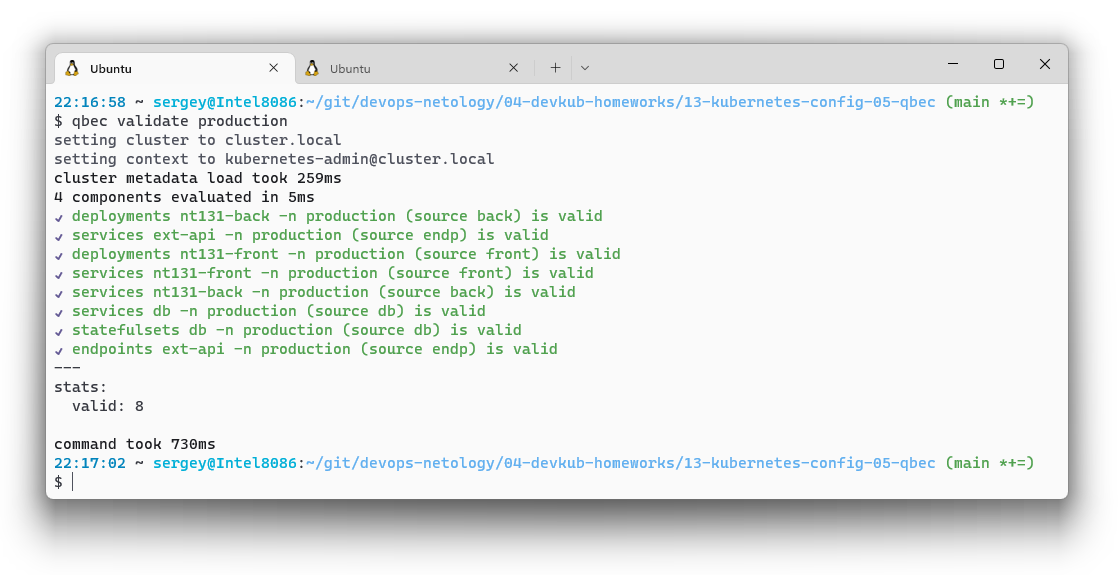 Ubuntu
Ubuntu
22:16:58 ~ sergey@Intel8086:~/git/devops-netology/04-devkub-homeworks/13-kubernetes-config-05-qbec (main *+=)
$ qbec validate production
setting cluster to cluster.local
setting context to kubernetes-admin@cluster.local
cluster metadata load took 259ms
4 components evaluated in 5ms
✔ deployments nt131-back -n production (source back) is valid
✔ services ext-api -n production (source endp) is valid
✔ deployments nt131-front -n production (source front) is valid
✔ services nt131-front -n production (source front) is valid
✔ services nt131-back -n production (source back) is valid
✔ services db -n production (source db) is valid
✔ statefulsets db -n production (source db) is valid
✔ endpoints ext-api -n production (source endp) is valid
---
stats:
  valid: 8
command took 730ms
22:17:02 ~ sergey@Intel8086:~/git/devops-netology/04-devkub-homeworks/13-kubernetes-config-05-qbec (main *+=)
$